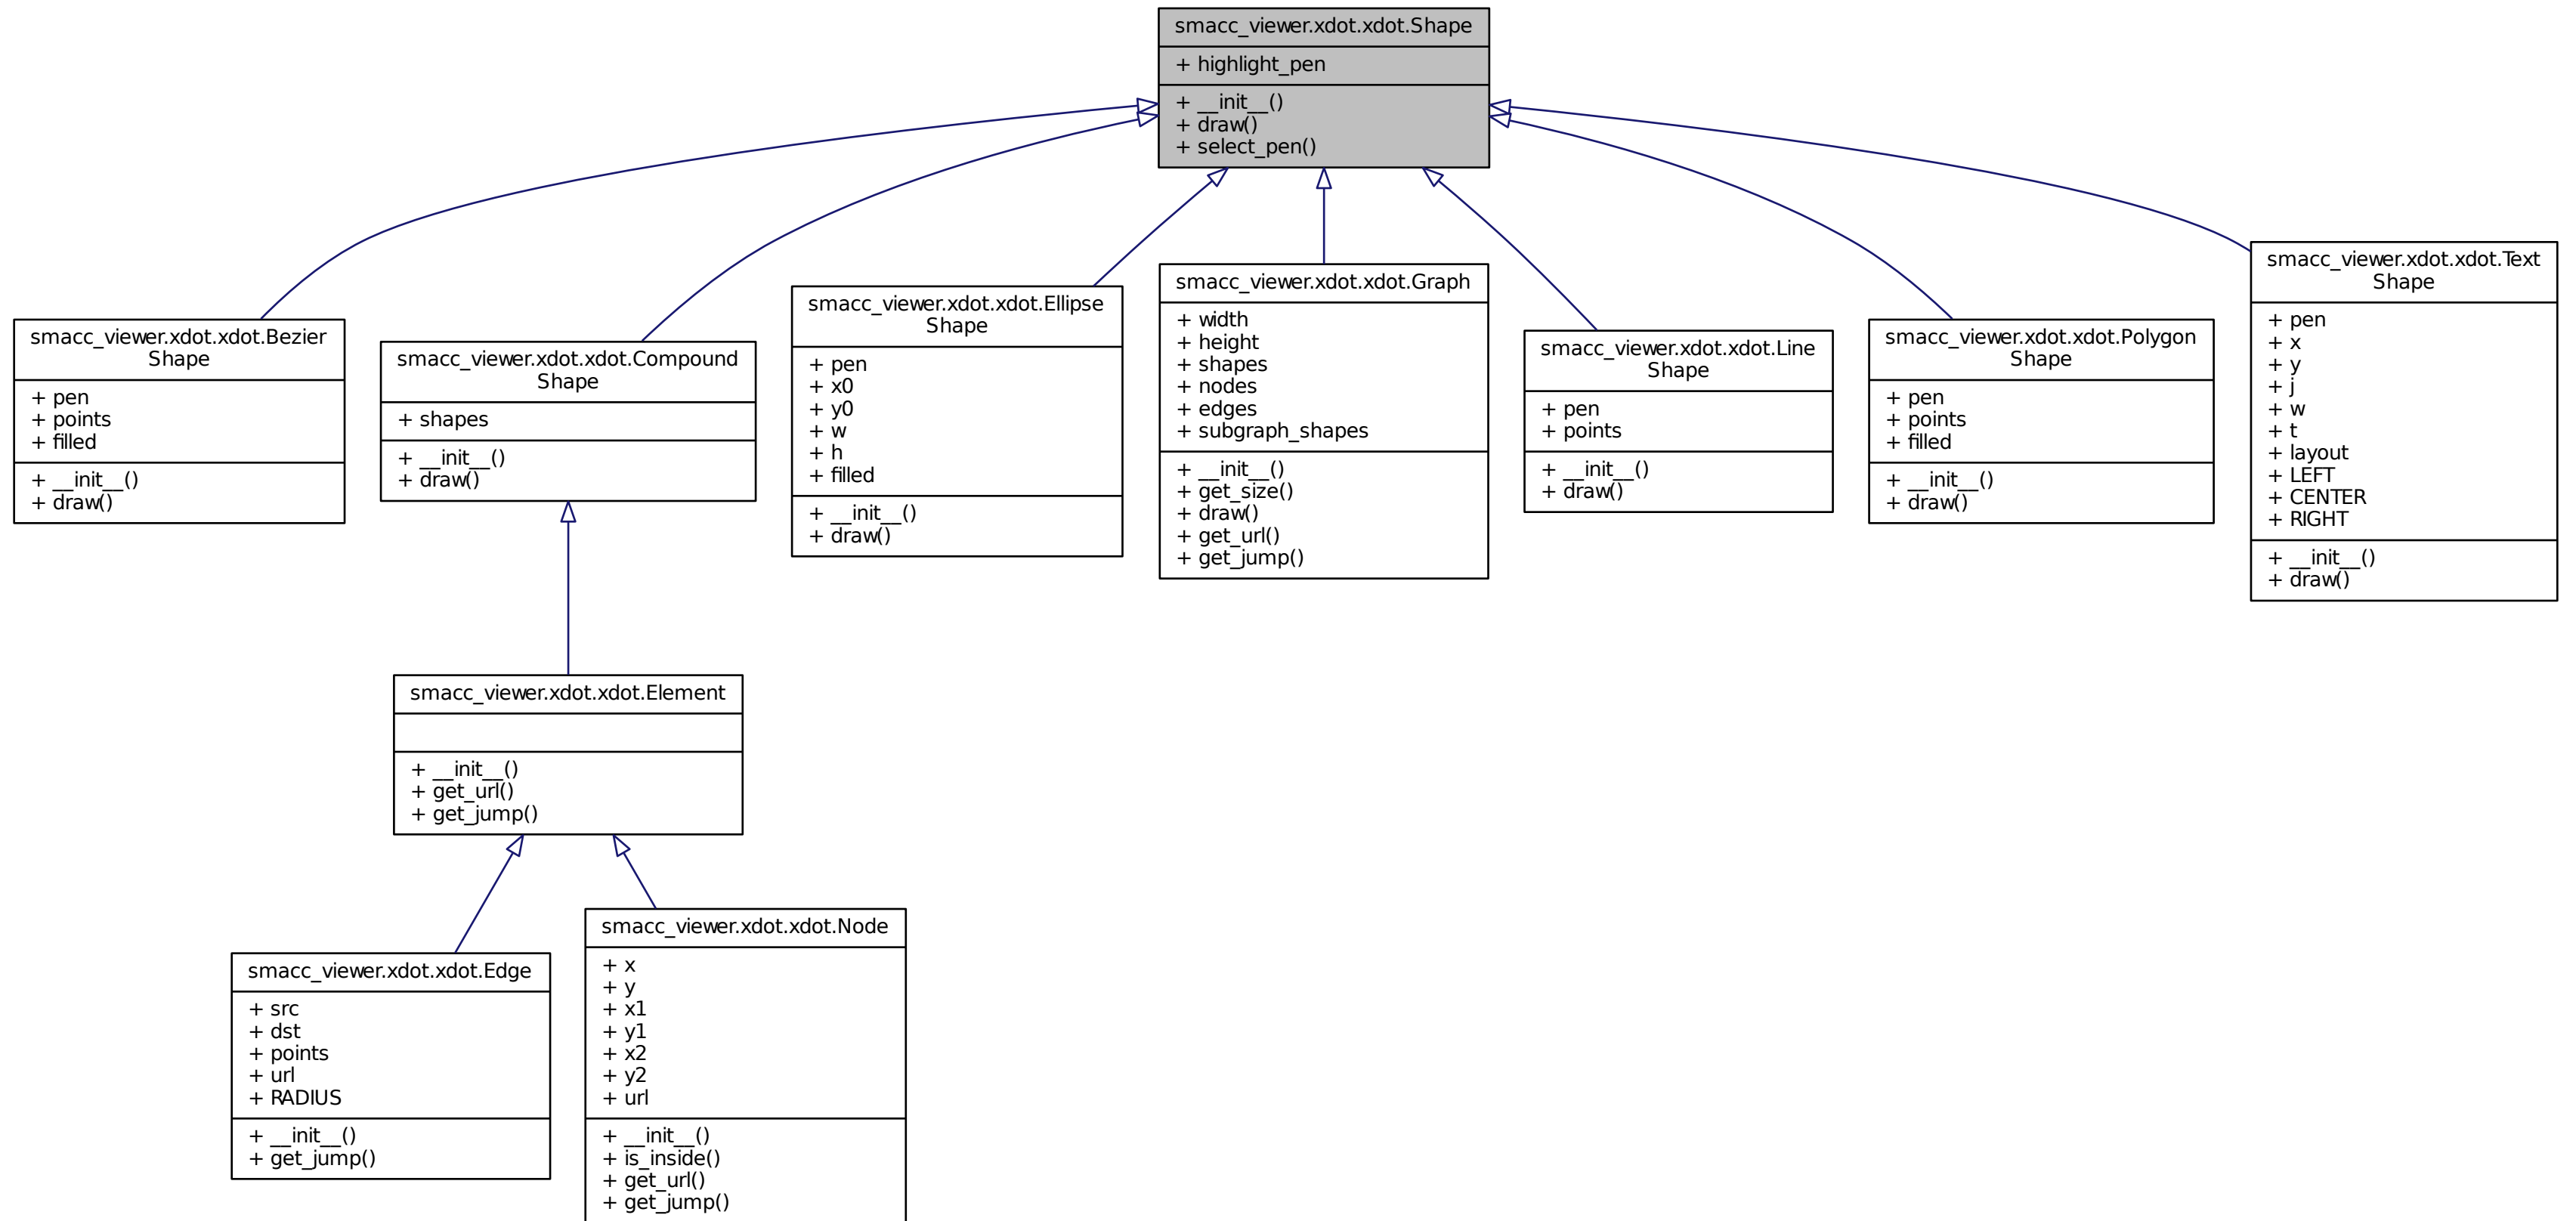 smacc_viewer.xdot.xdot.Shape
+ highlight_pen
+ __init__()
+ draw()
+ select_pen()
smacc_viewer.xdot.xdot.Bezier
Shape
+ pen
+ points
+ filled
+ __init__()
+ draw()
smacc_viewer.xdot.xdot.Compound
Shape
+ shapes
+ __init__()
+ draw()
smacc_viewer.xdot.xdot.Ellipse
Shape
+ pen
+ x0
+ y0
+ w
+ h
+ filled
+ __init__()
+ draw()
smacc_viewer.xdot.xdot.Graph
+ width
+ height
+ shapes
+ nodes
+ edges
+ subgraph_shapes
+ __init__()
+ get_size()
+ draw()
+ get_url()
+ get_jump()
smacc_viewer.xdot.xdot.Line
Shape
+ pen
+ points
+ __init__()
+ draw()
smacc_viewer.xdot.xdot.Polygon
Shape
+ pen
+ points
+ filled
+ __init__()
+ draw()
smacc_viewer.xdot.xdot.Text
Shape
+ pen
+ x
+ y
+ j
+ w
+ t
+ layout
+ LEFT
+ CENTER
+ RIGHT
+ __init__()
+ draw()
smacc_viewer.xdot.xdot.Element
+ __init__()
+ get_url()
+ get_jump()
smacc_viewer.xdot.xdot.Edge
+ src
+ dst
+ points
+ url
+ RADIUS
+ __init__()
+ get_jump()
smacc_viewer.xdot.xdot.Node
+ x
+ y
+ x1
+ y1
+ x2
+ y2
+ url
+ __init__()
+ is_inside()
+ get_url()
+ get_jump()